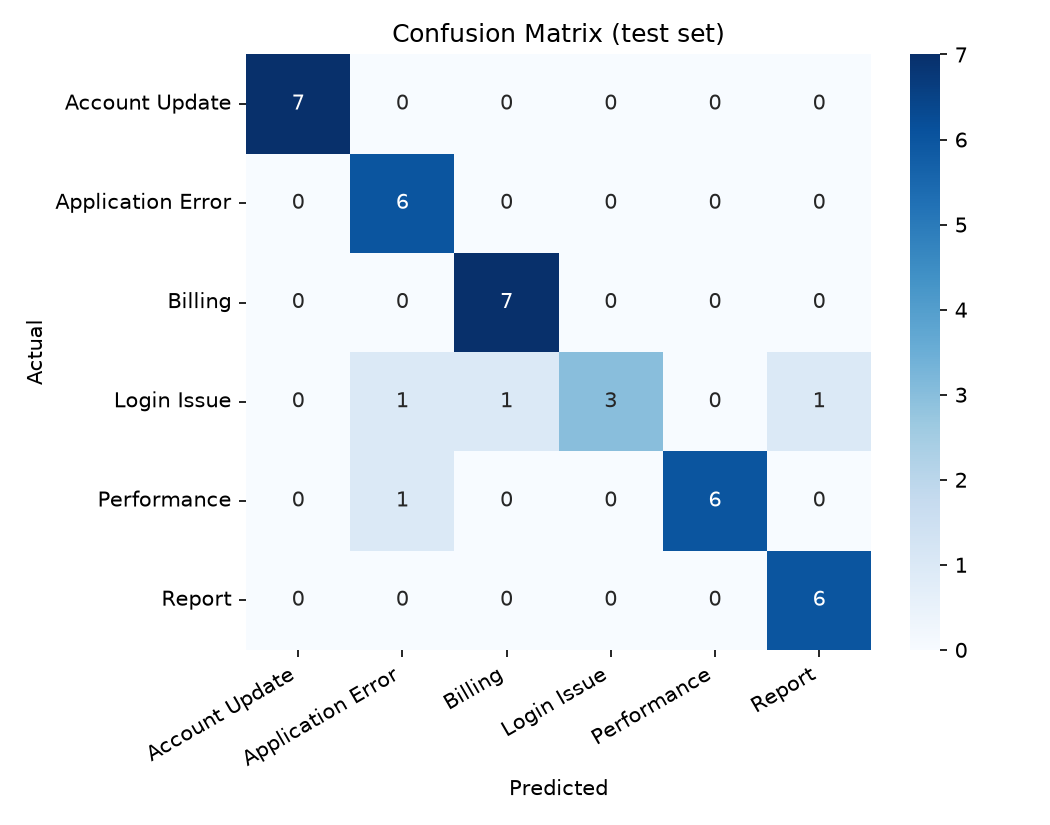 Confusion Matrix (test set)
Account Update 7 0 0 0 0 0
Application Error 0 6 0 0 0 0
Billing 0 0 7 0 0 0
Login Issue 0 1 1 3 0 1
Performance 0 1 0 0 6 0
Report 0 0 0 0 0 6
Actual
Account Update
Application Error
Billing
Login Issue
Performance
Report
Predicted
7
6
5
4
3
2
1
0